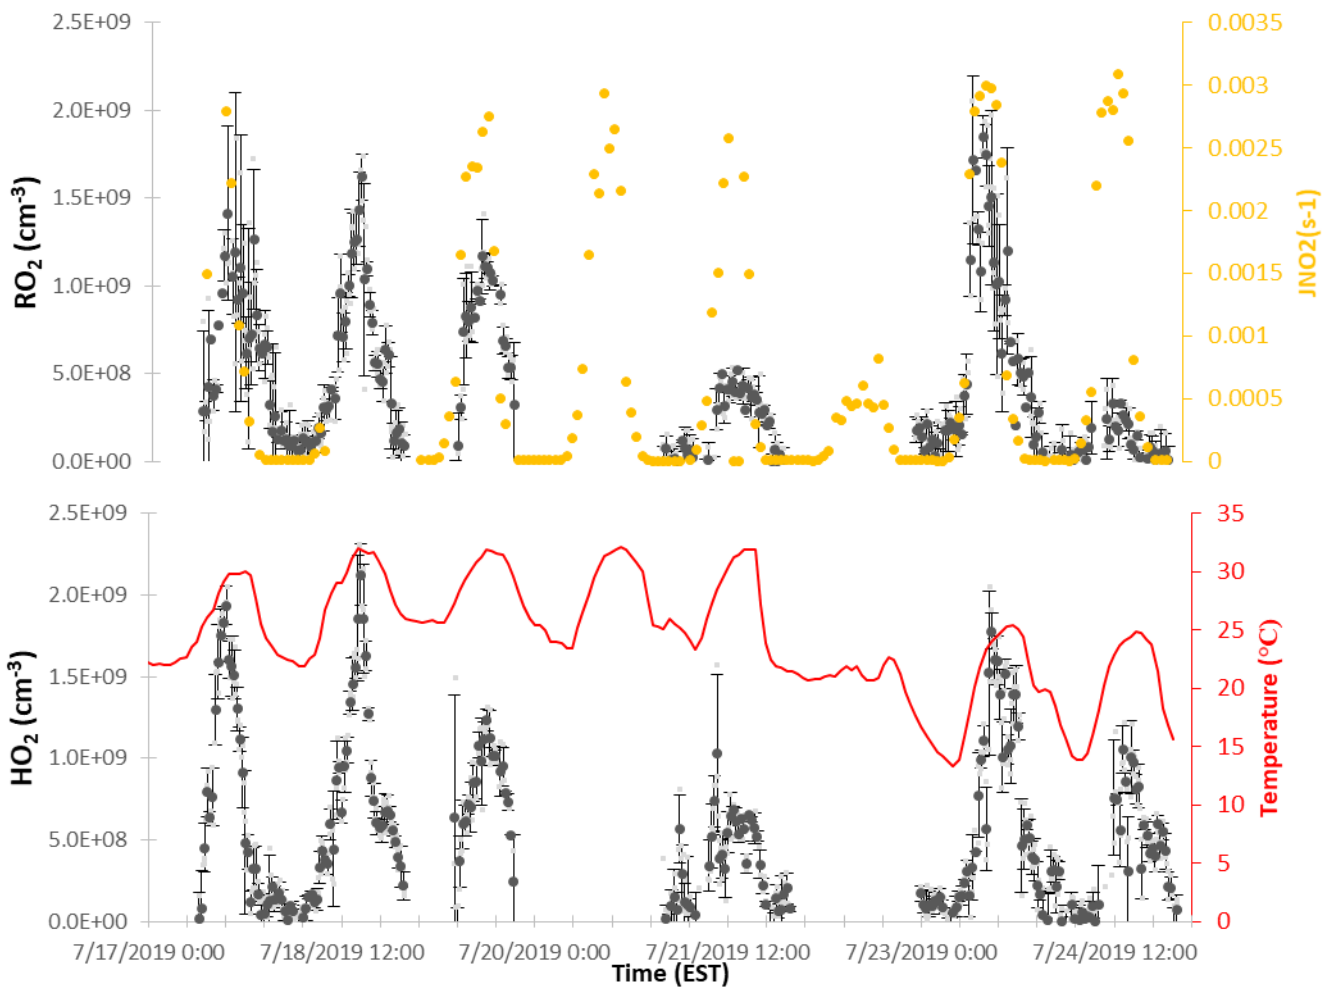 2.5E+09
2.0E+09
1.5E+09
1.0E+09
5.0E+08
0.0E+00
RO2 (cm-3)
0.0035
0.003
0.0025
0.002
0.0015
0.001
0.0005
0
JNO2(s-1)
2.5E+09
2.0E+09
1.5E+09
1.0E+09
5.0E+08
0.0E+00
HO2 (cm-3)
35
30
25
20
15
10
5
0
Temperature (°C)
7/17/2019 0:00 7/18/2019 12:00 7/20/2019 0:00 7/21/2019 12:00 7/23/2019 0:00 7/24/2019 12:00
Time (EST)